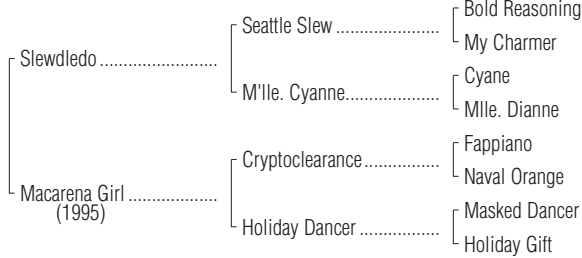 Bold Reasoning
Seattle Slew ......................
My Charmer
Slewdledo .........................
Cyane
M'lle. Cyanne....................
Mlle. Dianne
Fappiano
Cryptoclearance................
Naval Orange
Macarena Girl ...................
(1995)
Masked Dancer
Holiday Dancer .................
Holiday Gift